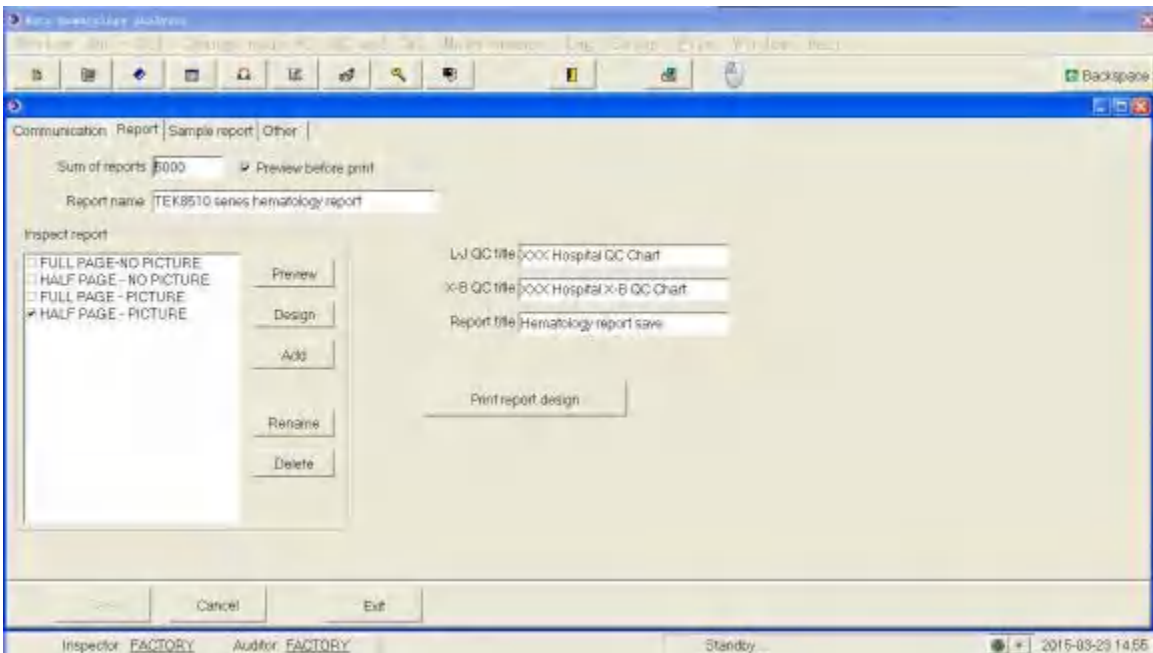 Backspace
Communication Report Sample report Other
Sum of reports 5000 Preview before print
Report name TEK8510 series hematology report
Inspect report
FULL PAGE-NO PICTURE
HALF PAGE - NO PICTURE
FULL PAGE - PICTURE
HALF PAGE - PICTURE
Preview
Design
Add
Rename
Delete
L-J QC title XXX Hospital QC Chart
X-B QC title XXX Hospital X-B QC Chart
Report title Hematology report save
Print report design
Cancel Exit
Inspector FACTORY Auditor FACTORY Standby 2015-03-23 14:55